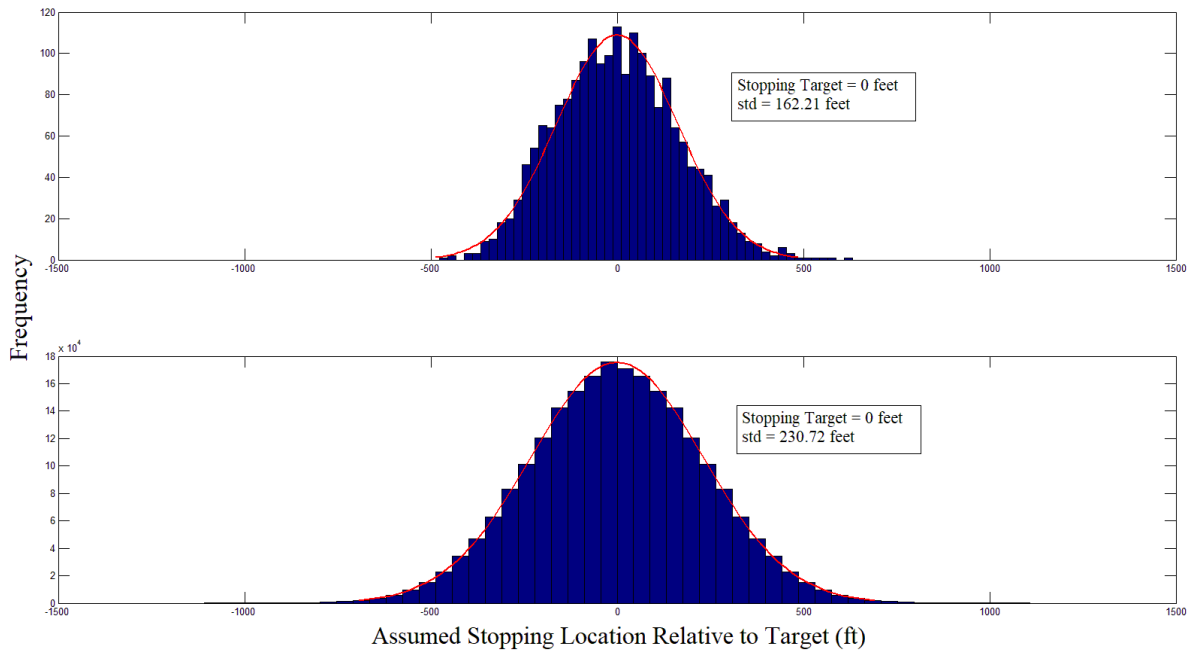 120
100
80
60
40
20
0
Stopping Target = 0 feet
std = 162.21 feet
-1500 -1000 -500 0 500 1000 1500
Frequency
x 10^4
18
16
14
12
10
8
6
4
2
0
Stopping Target = 0 feet
std = 230.72 feet
-1500 -1000 -500 0 500 1000 1500
Assumed Stopping Location Relative to Target (ft)